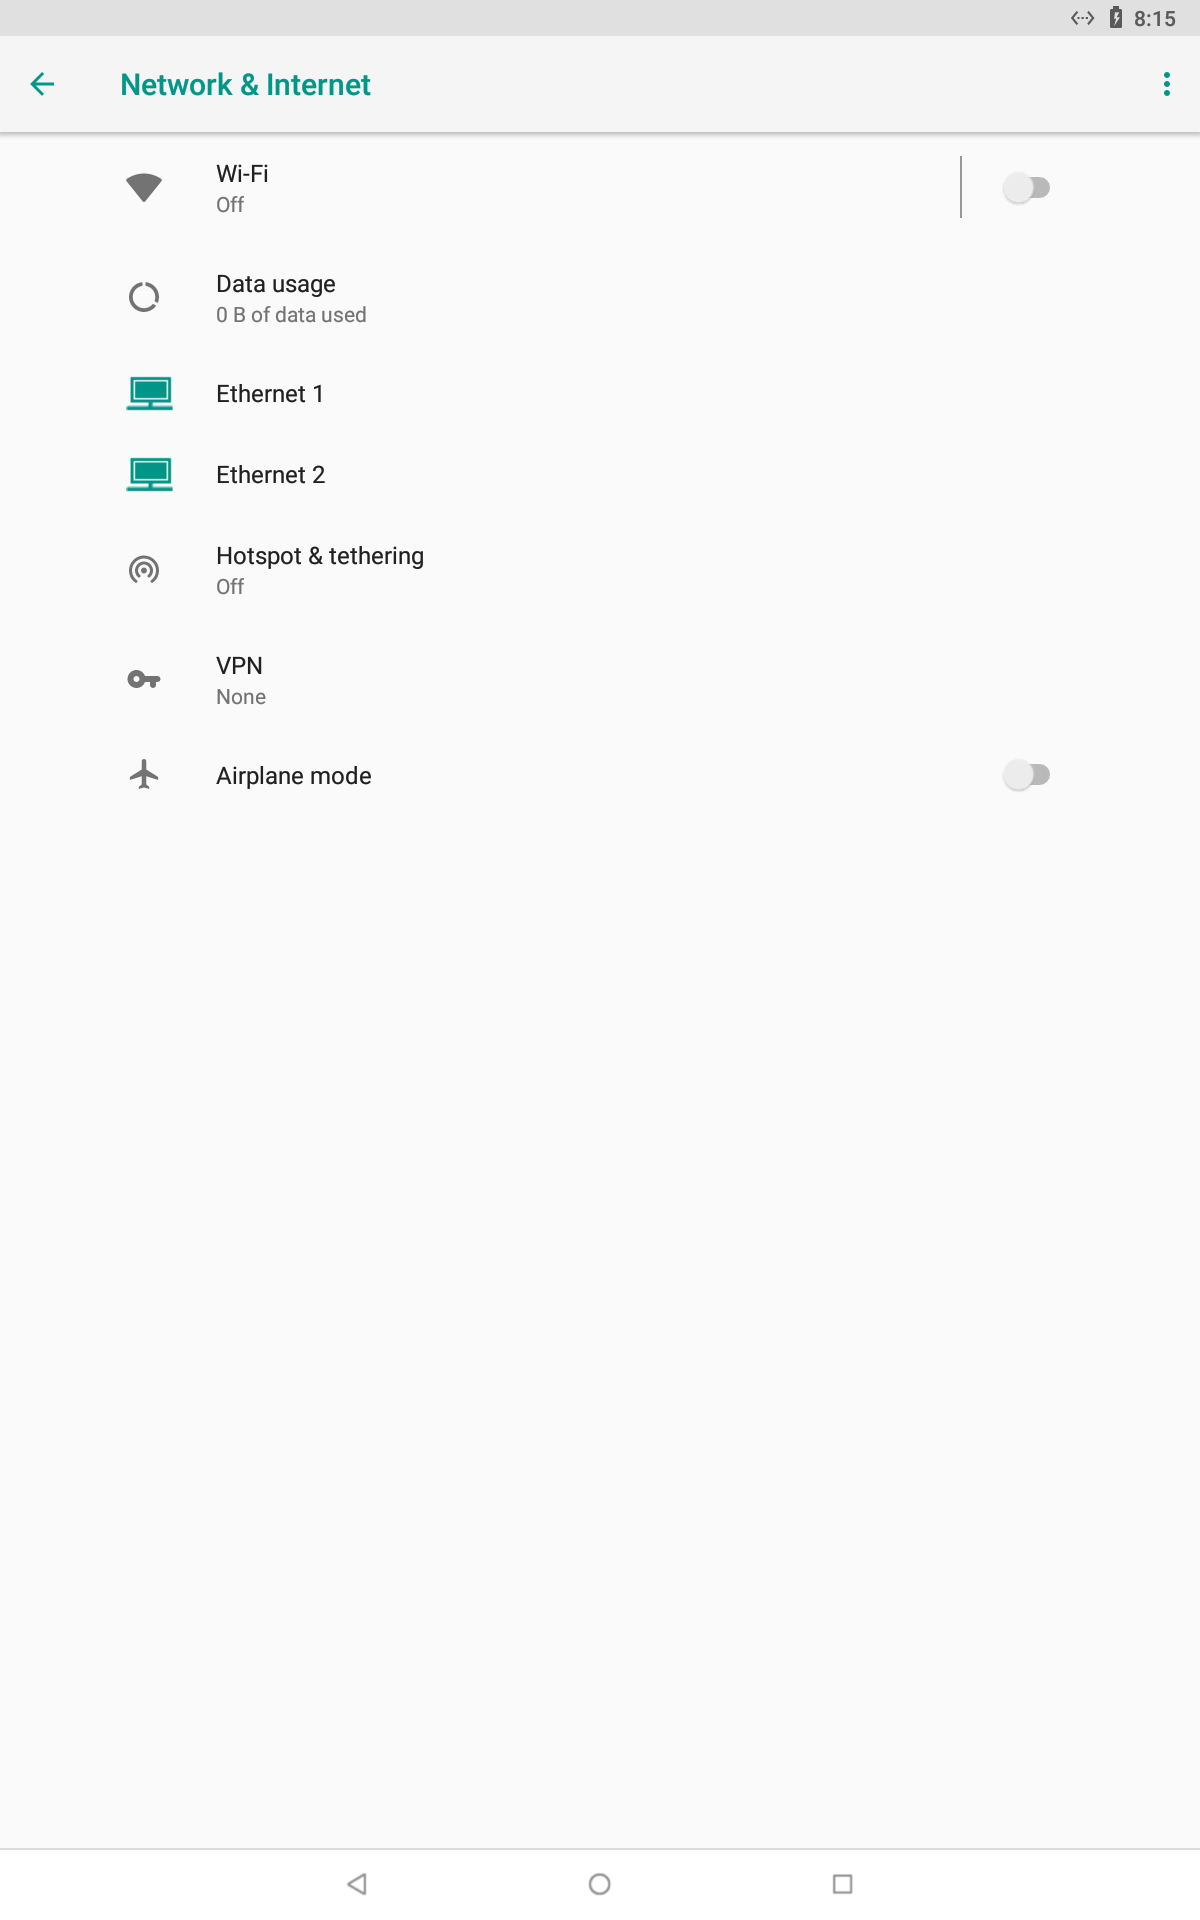 8:15
Network & Internet
Wi-Fi
Off
Data usage
0 B of data used
Ethernet 1
Ethernet 2
Hotspot & tethering
Off
VPN
None
Airplane mode